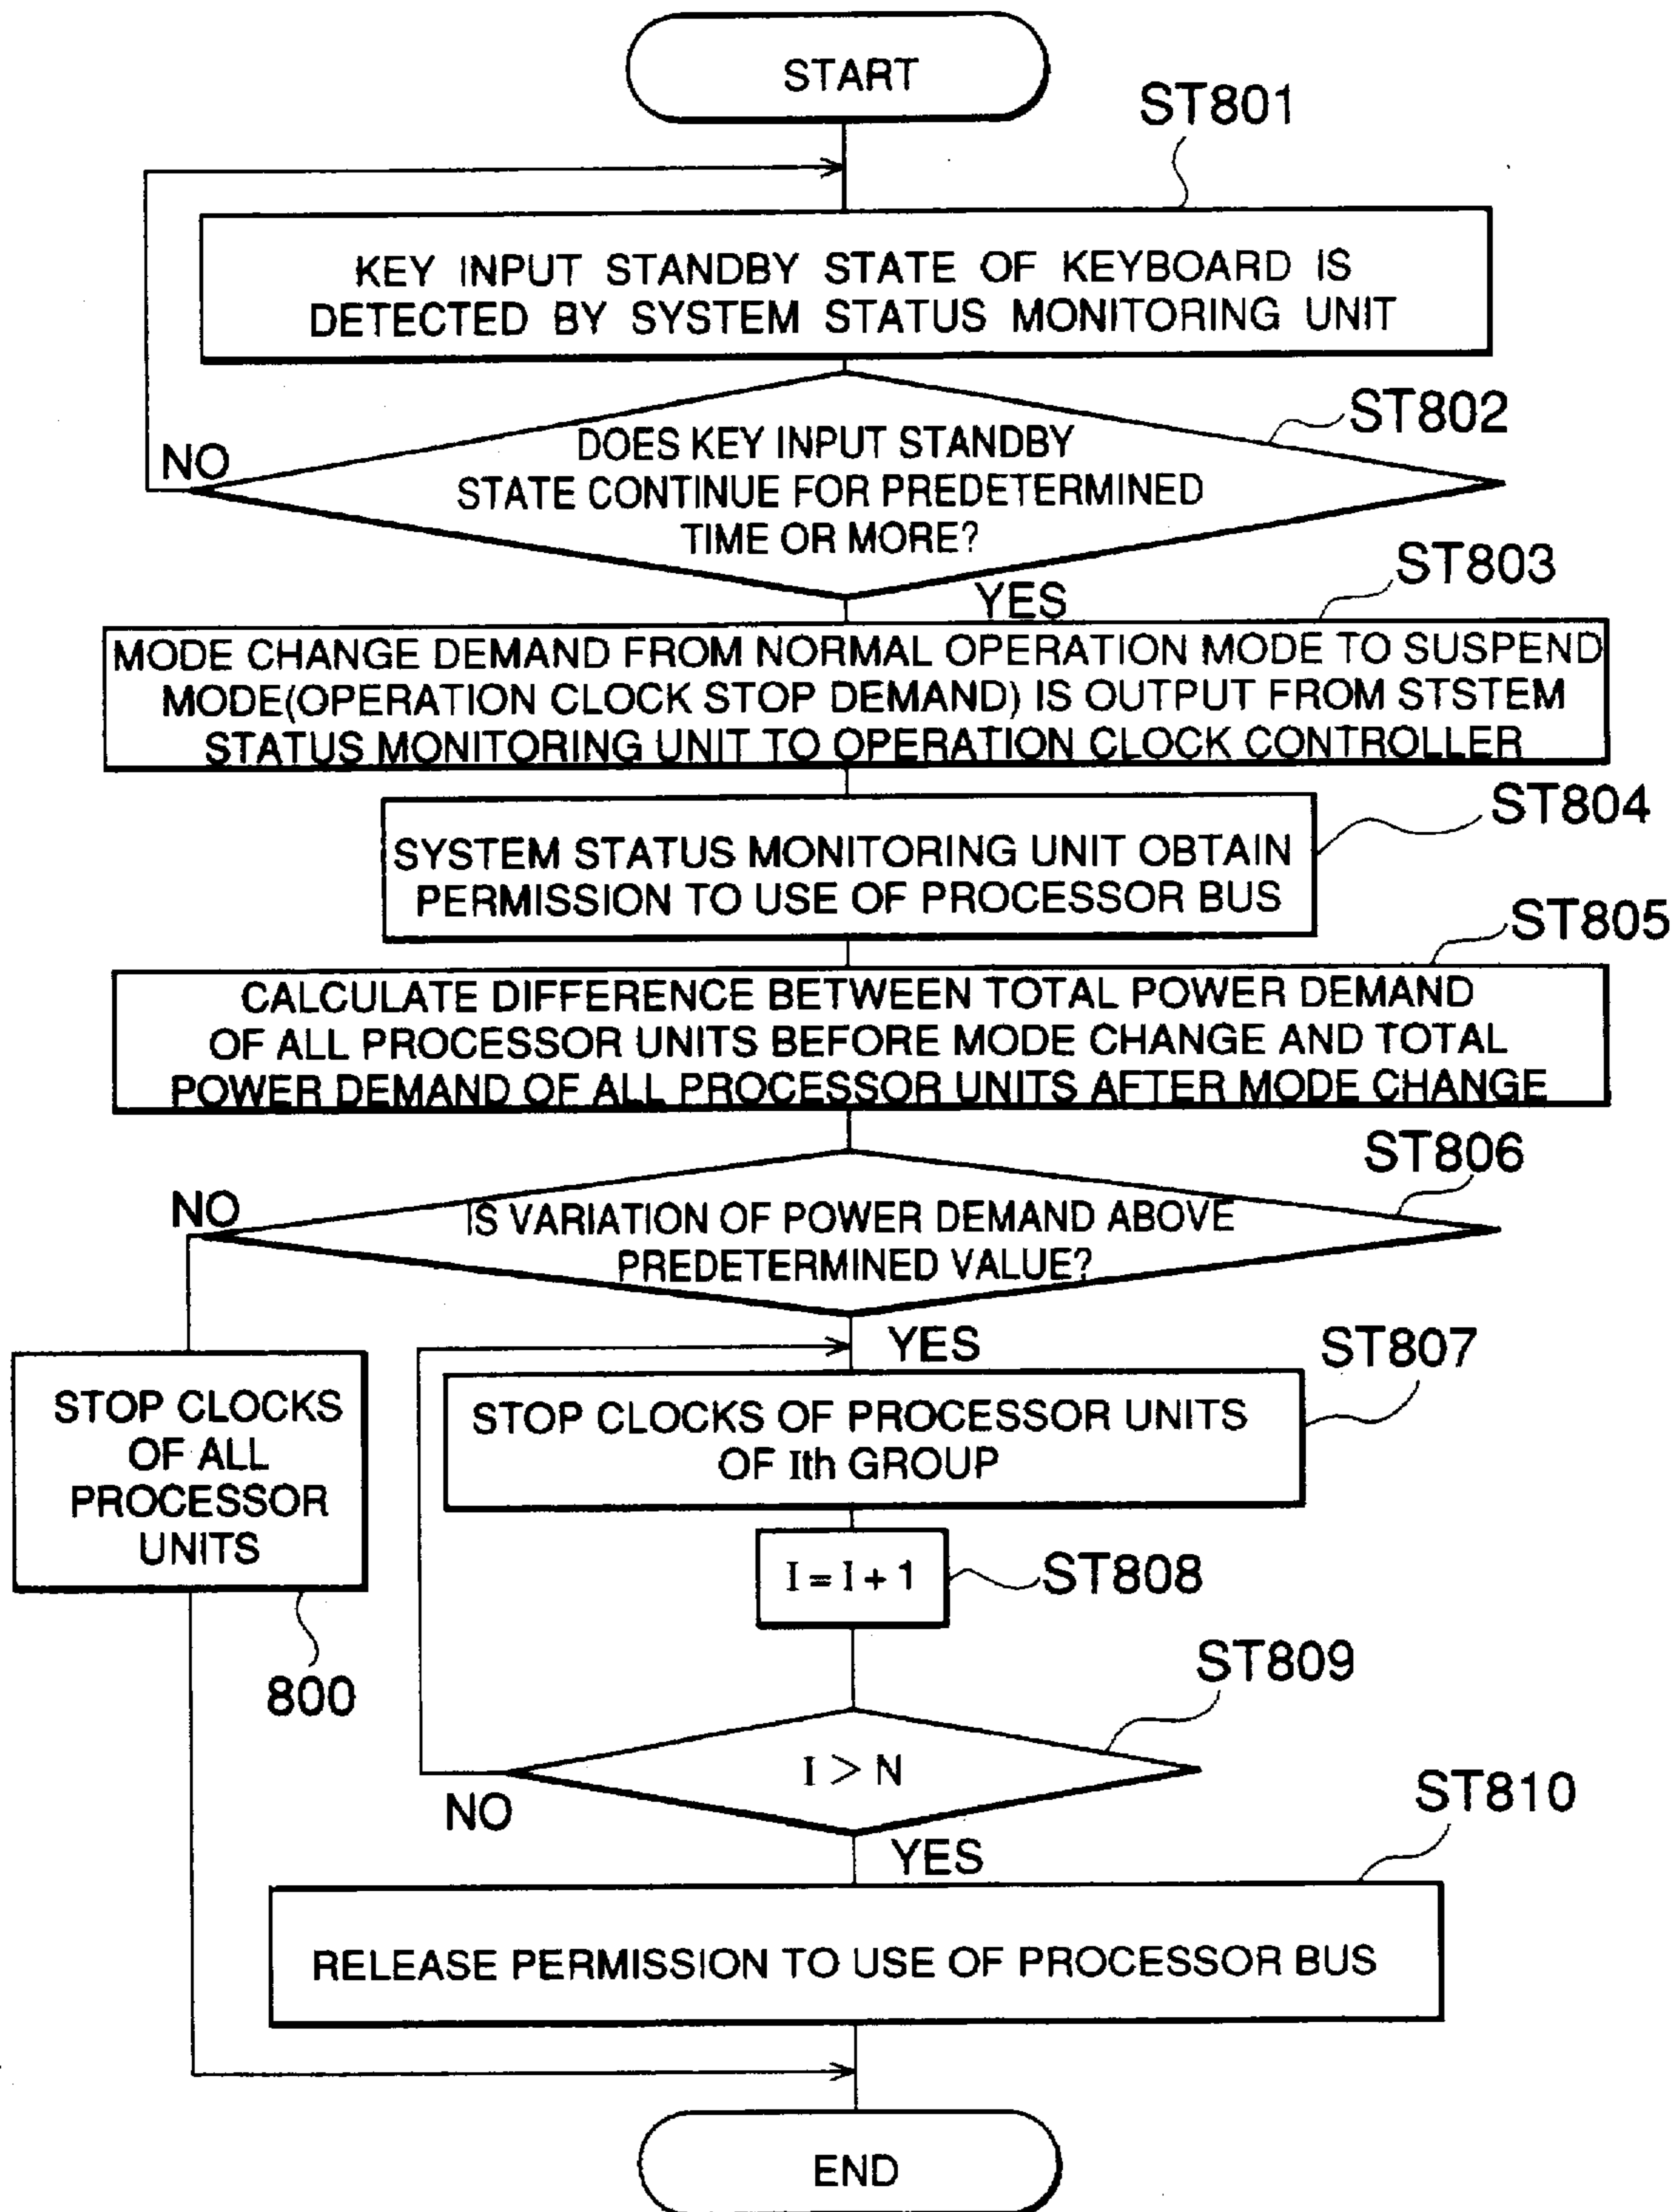 START
ST801
KEY INPUT STANDBY STATE OF KEYBOARD IS
DETECTED BY SYSTEM STATUS MONITORING UNIT
ST802
DOES KEY INPUT STANDBY
STATE CONTINUE FOR PREDETERMINED
TIME OR MORE?
NO
YES
ST803
MODE CHANGE DEMAND FROM NORMAL OPERATION MODE TO SUSPEND
MODE(OPERATION CLOCK STOP DEMAND) IS OUTPUT FROM STSTEM
STATUS MONITORING UNIT TO OPERATION CLOCK CONTROLLER
ST804
SYSTEM STATUS MONITORING UNIT OBTAIN
PERMISSION TO USE OF PROCESSOR BUS
ST805
CALCULATE DIFFERENCE BETWEEN TOTAL POWER DEMAND
OF ALL PROCESSOR UNITS BEFORE MODE CHANGE AND TOTAL
POWER DEMAND OF ALL PROCESSOR UNITS AFTER MODE CHANGE
ST806
NO
IS VARIATION OF POWER DEMAND ABOVE
PREDETERMINED VALUE?
YES
ST807
STOP CLOCKS
OF ALL
PROCESSOR
UNITS
800
STOP CLOCKS OF PROCESSOR UNITS
OF Ith GROUP
I = I + 1
ST808
ST809
I > N
NO
YES
ST810
RELEASE PERMISSION TO USE OF PROCESSOR BUS
END